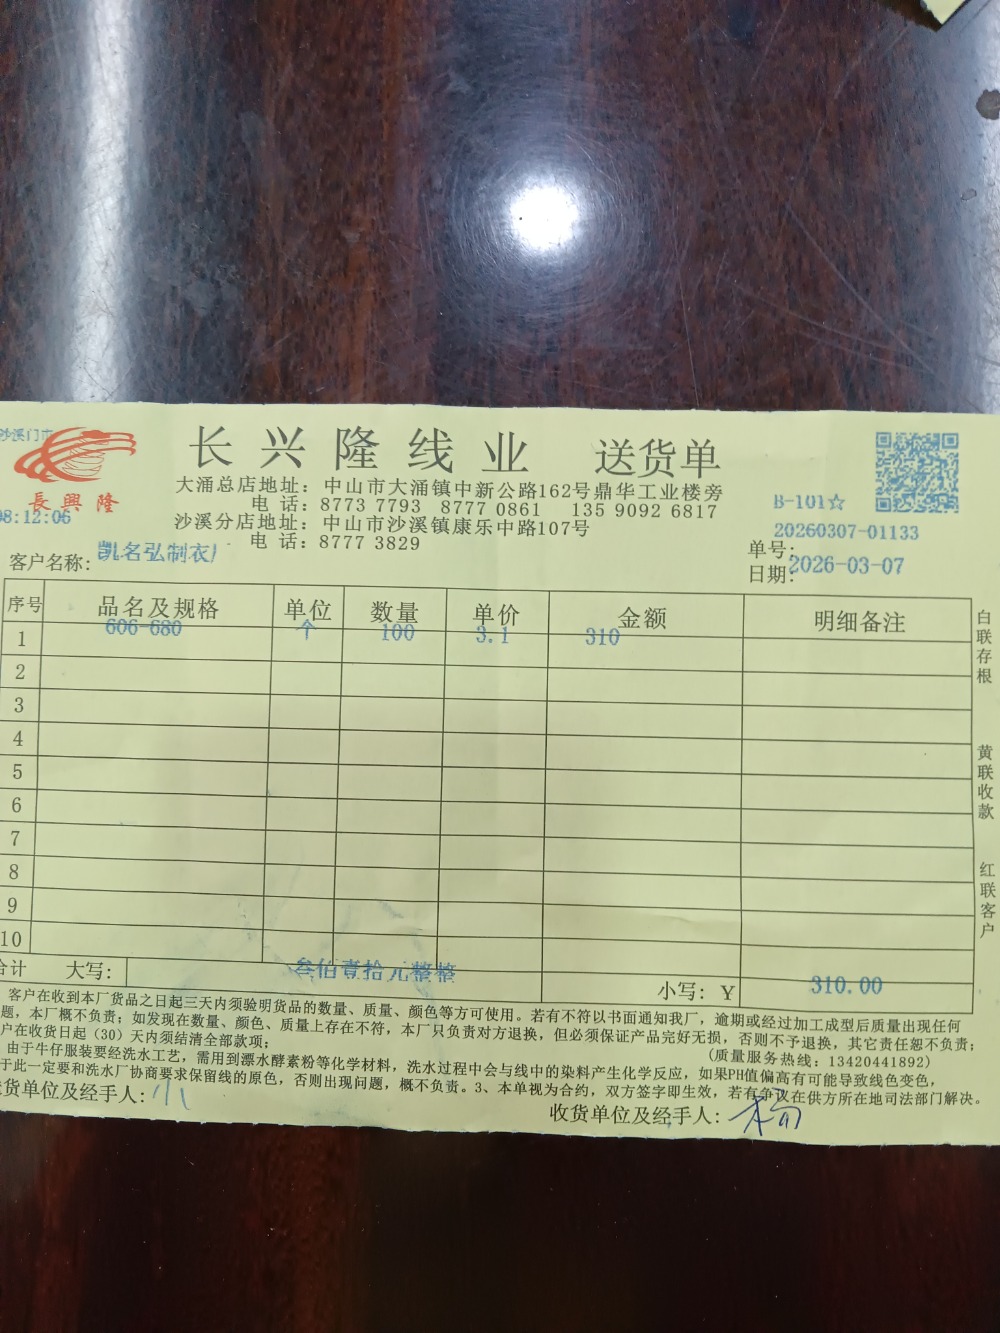 沙溪门市
長興隆
08:12:06
长兴隆线业 送货单
大涌总店地址：中山市大涌镇中新公路162号鼎华工业楼旁
电 话：8773 7793 8777 0861 135 9092 6817
沙溪分店地址：中山市沙溪镇康乐中路107号
电 话：8777 3829
B-101☆
20260307-01133
单号：
日期：2026-03-07
客户名称：凯名弘制衣厂
序号 品名及规格 单位 数量 单价 金额 明细备注
1 606-680 个 100 3.1 310
2
3
4
5
6
7
8
9
10
合计 大写：叁佰壹拾元整整 小写：Y 310.00
白联存根
黄联收款
红联客户
客户在收到本厂货品之日起三天内须验明货品的数量、质量、颜色等方可使用。若有不符以书面通知我厂，逾期或经过加工成型后质量出现任何
题，本厂概不负责；如发现在数量、颜色、质量上存在不符，本厂只负责对方退换，但必须保证产品完好无损，否则不予退换，其它责任恕不负责；
户在收货日起（30）天内须结清全部款项；
(质量服务热线：13420441892)
由于牛仔服装要经洗水工艺，需用到漂水酵素粉等化学材料，洗水过程中会与线中的染料产生化学反应，如果PH值偏高有可能导致线色变色，
于此一定要和洗水厂协商要求保留线的原色，否则出现问题，概不负责。3、本单视为合约，双方签字即生效，若有争议在供方所在地司法部门解决。
货单位及经手人：小
收货单位及经手人：杨